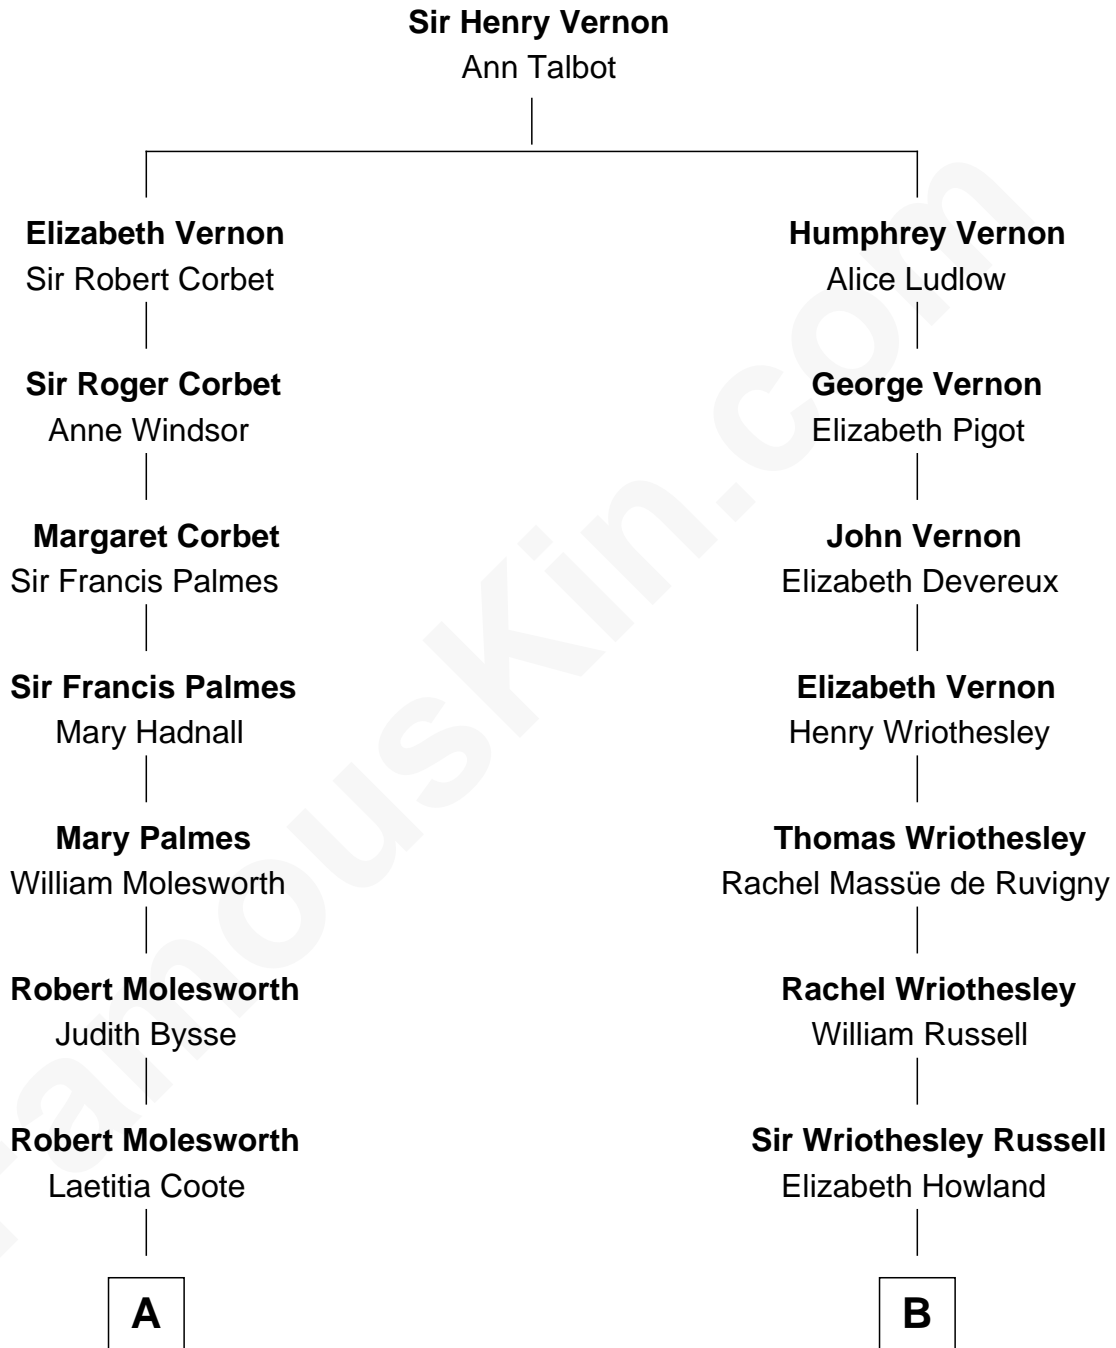 Sir Henry Vernon
Ann Talbot
Elizabeth Vernon
Sir Robert Corbet
Humphrey Vernon
Alice Ludlow
Sir Roger Corbet
Anne Windsor
George Vernon
Elizabeth Pigot
Margaret Corbet
Sir Francis Palmes
John Vernon
Elizabeth Devereux
Sir Francis Palmes
Mary Hadnall
Elizabeth Vernon
Henry Wriothesley
Mary Palmes
William Molesworth
Thomas Wriothesley
Rachel Massüe de Ruvigny
Robert Molesworth
Judith Bysse
Rachel Wriothesley
William Russell
Robert Molesworth
Laetitia Coote
Sir Wriothesley Russell
Elizabeth Howland
A
B
FamousKin.com